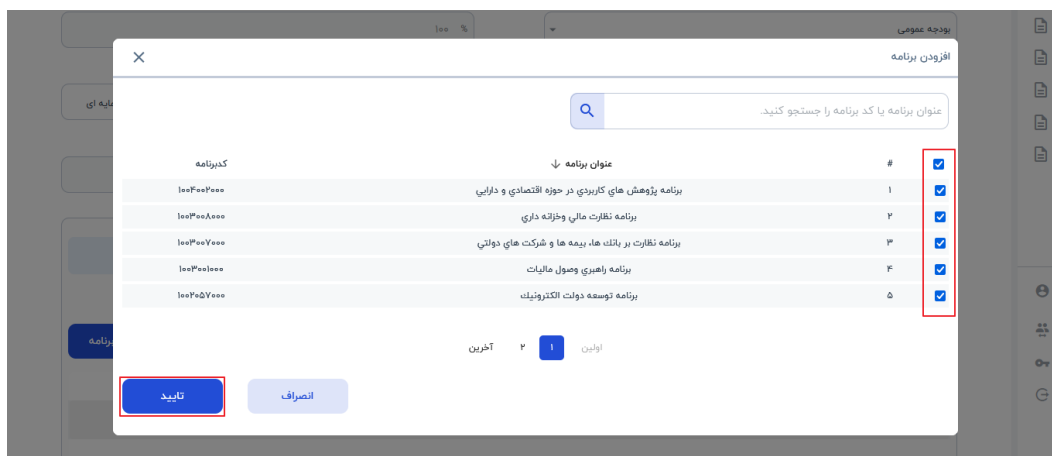 بودجه عمومی
% ۱۰۰
افزودن برنامه
عنوان برنامه یا کد برنامه را جستجو کنید.
# عنوان برنامه کدبرنامه
۱ برنامه پژوهش هاي كاربردي در حوزه اقتصادي و دارايي ۱۰۰۴۰۰۲۰۰۰
۲ برنامه نظارت مالي وخزانه داري ۱۰۰۳۰۰۸۰۰۰
۳ برنامه نظارت بر بانك ها، بيمه ها و شركت هاي دولتي ۱۰۰۳۰۰۷۰۰۰
۴ برنامه راهبري وصول ماليات ۱۰۰۳۰۰۱۰۰۰
۵ برنامه توسعه دولت الكترونيك ۱۰۰۲۰۵۷۰۰۰
اولین ۱ ۲ آخرین
انصراف
تایید